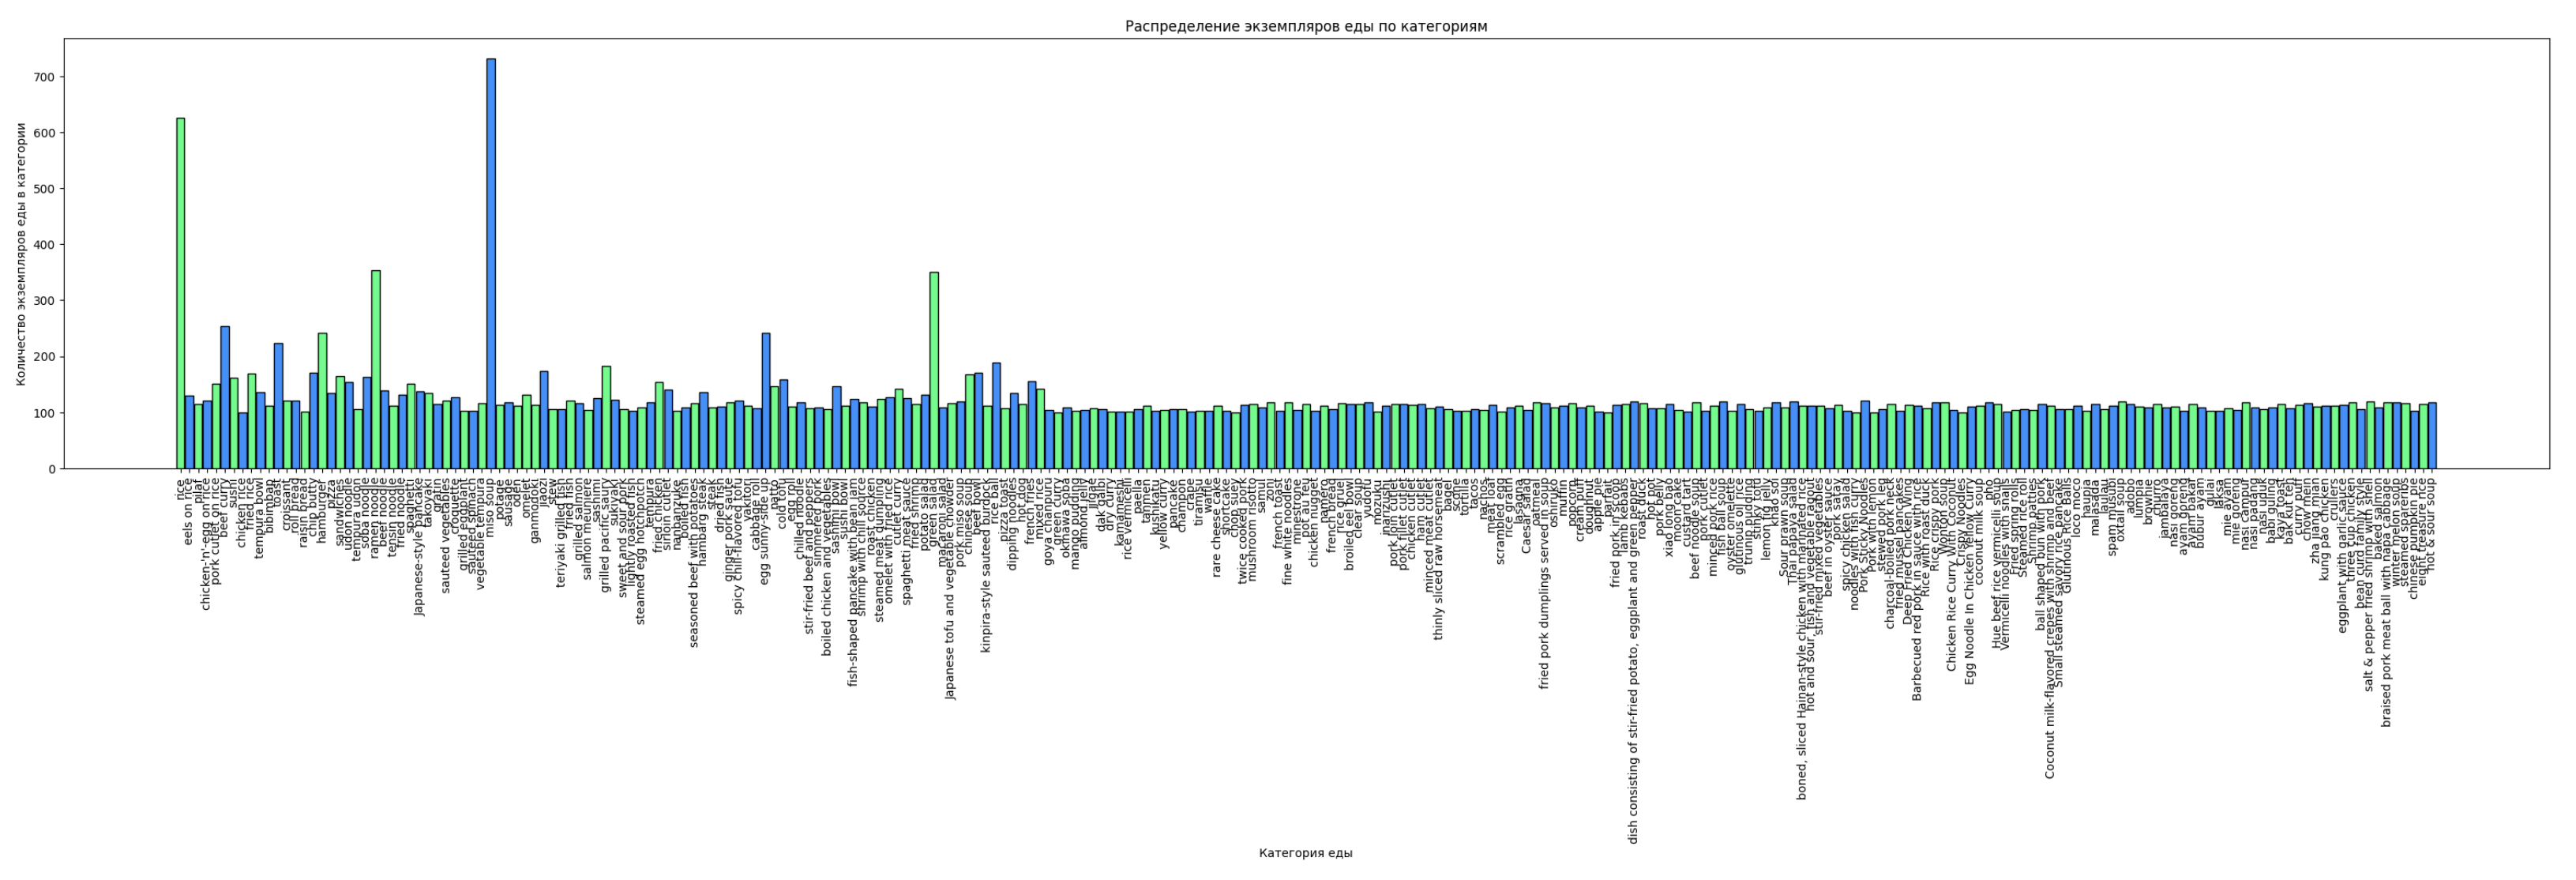 Распределение экземпляров еды по категориям
Количество экземпляров еды в категории
700
600
500
400
300
200
100
0
rice
eels on rice
pilaf
chicken-'n'-egg on rice
pork cutlet on rice
beef curry
sushi
chicken rice
fried rice
tempura bowl
bibimbap
toast
croissant
roll bread
raisin bread
chip butty
hamburger
pizza
sandwiches
udon noodle
tempura udon
soba noodle
ramen noodle
beef noodle
tensin noodle
fried noodle
spaghetti
Japanese-style pancake
takoyaki
gratin
sauteed vegetables
croquette
grilled eggplant
sauteed spinach
vegetable tempura
miso soup
potage
sausage
oden
omelet
ganmodoki
jiaozi
stew
teriyaki grilled fish
fried fish
grilled salmon
salmon meuniere
sashimi
grilled pacific saury
sukiyaki
sweet and sour pork
lightly roasted fish
steamed egg hotchpotch
tempura
fried chicken
sirloin cutlet
nanbanzuke
boiled fish
seasoned beef with potatoes
hambarg steak
steak
dried fish
ginger pork saute
spicy chili-flavored tofu
yakitori
cabbage roll
egg sunny-side up
natto
cold tofu
egg roll
chilled noodle
stir-fried beef and peppers
simmered pork
boiled chicken and vegetables
sashimi bowl
sushi bowl
fish-shaped pancake with bean jam
shrimp with chill source
roast chicken
steamed meat dumpling
omelet with fried rice
cutlet curry
spaghetti meat sauce
fried shrimp
potato salad
green salad
macaroni salad
Japanese tofu and vegetable chowder
pork miso soup
chinese soup
beef bowl
kinpira-style sauteed burdock
rice ball
pizza toast
dipping noodles
hot dog
french fries
mixed rice
goya chanpuru
green curry
okinawa soba
mango pudding
almond jelly
jjigae
dak galbi
dry curry
kamameshi
rice vermicelli
paella
tanmen
kushikatu
yellow curry
pancake
champon
crape
tiramisu
waffle
rare cheese cake
shortcake
chop suey
twice cooked pork
mushroom risotto
samul
zoni
french toast
fine white noodles
minestrone
pot au feu
chicken nugget
namero
french bread
rice gruel
broiled eel bowl
clear soup
yudofu
mozuku
inarizushi
pork loin cutlet
pork fillet cutlet
chicken cutlet
ham cutlet
minced meat cutlet
thinly sliced raw horsemeat
bagel
scone
tortilla
tacos
nachos
meat loaf
scrambled egg
rice gratin
lasagna
Caesar salad
oatmeal
fried pork dumplings served in soup
oshiruko
muffin
popcorn
cream puff
doughnut
apple pie
parfait
fried pork in scoop
lamb kebabs
dish consisting of stir-fried potato, eggplant and green pepper
roast duck
hot pot
pork belly
xiao long bao
moon cake
custard tart
beef noodle soup
pork cutlet
minced pork rice
fish ball soup
oyster omelette
glutinous oil rice
trunip pudding
stinky tofu
lemon fig jelly
khao soi
Sour prawn soup
Thai papaya salad
boned, sliced Hainan-style chicken with marinated rice
hot and sour, fish and vegetable ragout
stir-fried mixed vegetables
beef in oyster sauce
pork satay
spicy chicken salad
noodles with fish curry
Pork Sticky Noodles
Pork with lemon
stewed pork leg
charcoal-boiled pork neck
fried mussel pancakes
Deep Fried Chicken Wing
Barbecued red pork in sauce with rice
Rice with roast duck
Rice crispy pork
Wonton soup
Chicken Rice Curry With Coconut
Crispy Noodles
Egg Noodle In Chicken Yellow Curry
coconut milk soup
pho
Hue beef rice vermicelli soup
Vermicelli noodles with snails
Fried spring rolls
Steamed rice roll
Shrimp patties
ball shaped bun with pork
Coconut milk-flavored crepes with shrimp and beef
Small steamed savory rice pancake
Glutinous Rice Balls
loco moco
haupia
malasada
laulau
spam musubi
oxtail soup
adobo
lumpia
brownie
churro
jambalaya
nasi goreng
ayam goreng
ayam bakar
bubur ayam
gulai
laksa
mie ayam
mie goreng
nasi campur
nasi padang
nasi uduk
babi guling
kaya toast
bak kut teh
curry puff
chow mein
zha jiang mian
kung pao chicken
crullers
eggplant with garlic sauce
three cup chicken
bean curd family style
salt & pepper fried shrimp with shell
baked salmon
braised pork meat ball with napa cabbage
winter melon soup
steamed spareribs
chinese pumpkin pie
eight treasure rice
hot & sour soup
Категория еды